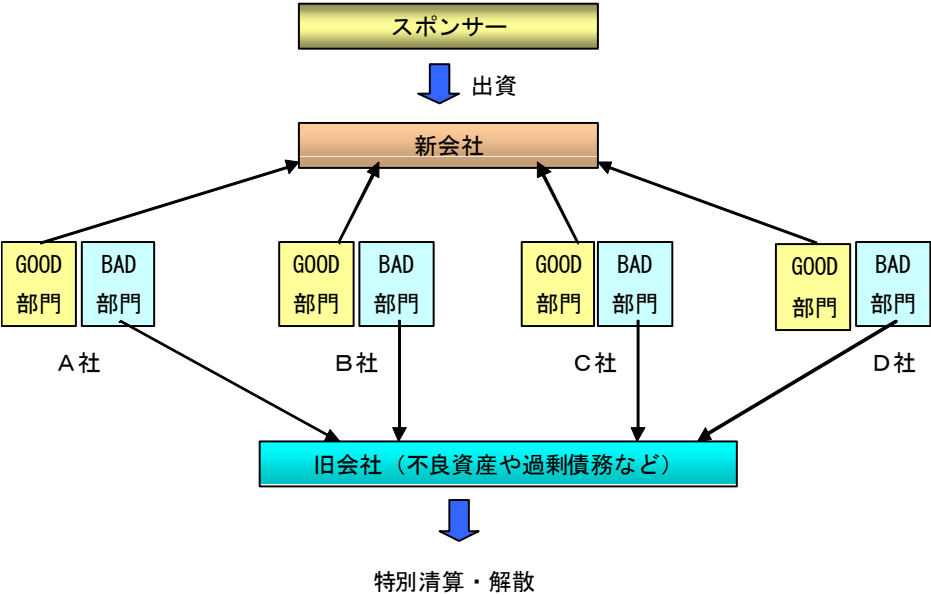 スポンサー
出資
新会社
GOOD
部門
BAD
部門
GOOD
部門
BAD
部門
GOOD
部門
BAD
部門
GOOD
部門
BAD
部門
A社
B社
C社
D社
旧会社（不良資産や過剰債務など）
特別清算・解散